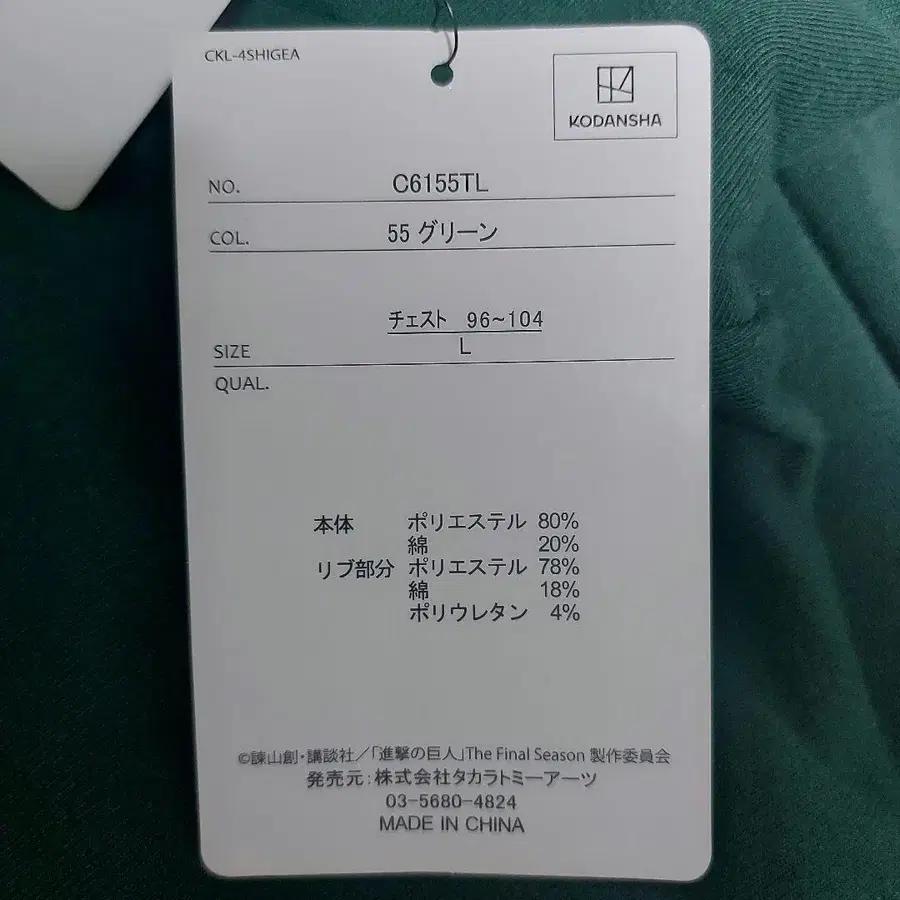 CKL-4SHIGEA
KODANSHA
NO. C6155TL
COL. 55 グリーン
チェスト 96~104
SIZE L
QUAL.
本体 ポリエステル 80%
綿 20%
リブ部分 ポリエステル 78%
綿 18%
ポリウレタン 4%
©諫山創・講談社／「進撃の巨人」The Final Season 製作委員会
発売元：株式会社タカラトミーアーツ
03-5680-4824
MADE IN CHINA